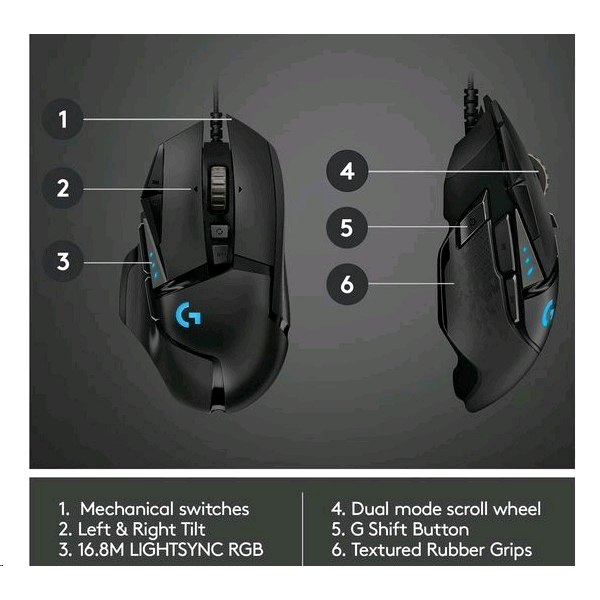 1
2
3
4
5
6
G
G
1. Mechanical switches
2. Left & Right Tilt
3. 16.8M LIGHTSYNC RGB
4. Dual mode scroll wheel
5. G Shift Button
6. Textured Rubber Grips